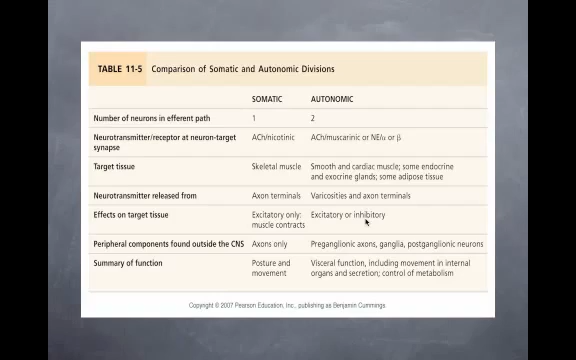 TABLE 11-5 Comparison of Somatic and Autonomic Divisions
SOMATIC AUTONOMIC
Number of neurons in efferent path 1 2
Neurotransmitter/receptor at neuron-target ACh/nicotinic ACh/muscarinic or NE/α or β
synapse
Target tissue Skeletal muscle Smooth and cardiac muscle; some endocrine
and exocrine glands; some adipose tissue
Neurotransmitter released from Axon terminals Varicosities and axon terminals
Effects on target tissue Excitatory only: Excitatory or inhibitory
muscle contracts
Peripheral components found outside the CNS Axons only Preganglionic axons, ganglia, postganglionic neurons
Summary of function Posture and Visceral function, including movement in internal
movement organs and secretion; control of metabolism
Copyright © 2007 Pearson Education, Inc., publishing as Benjamin Cummings